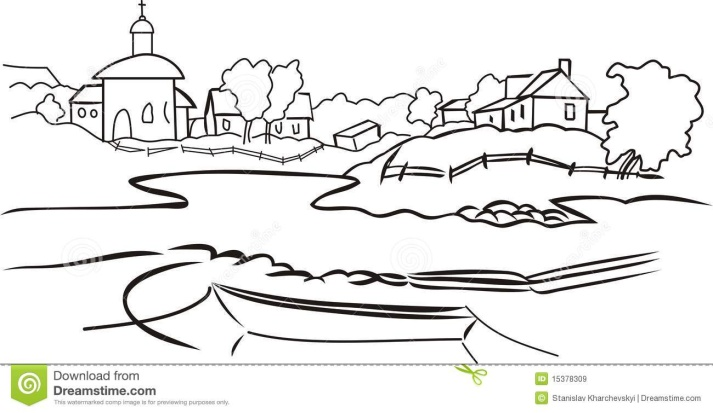 Download from
Dreamstime.com
This watermarked comp image is for previewing purposes only.
ID 15378309
© Stanislav Kharchevskyi | Dreamstime.com